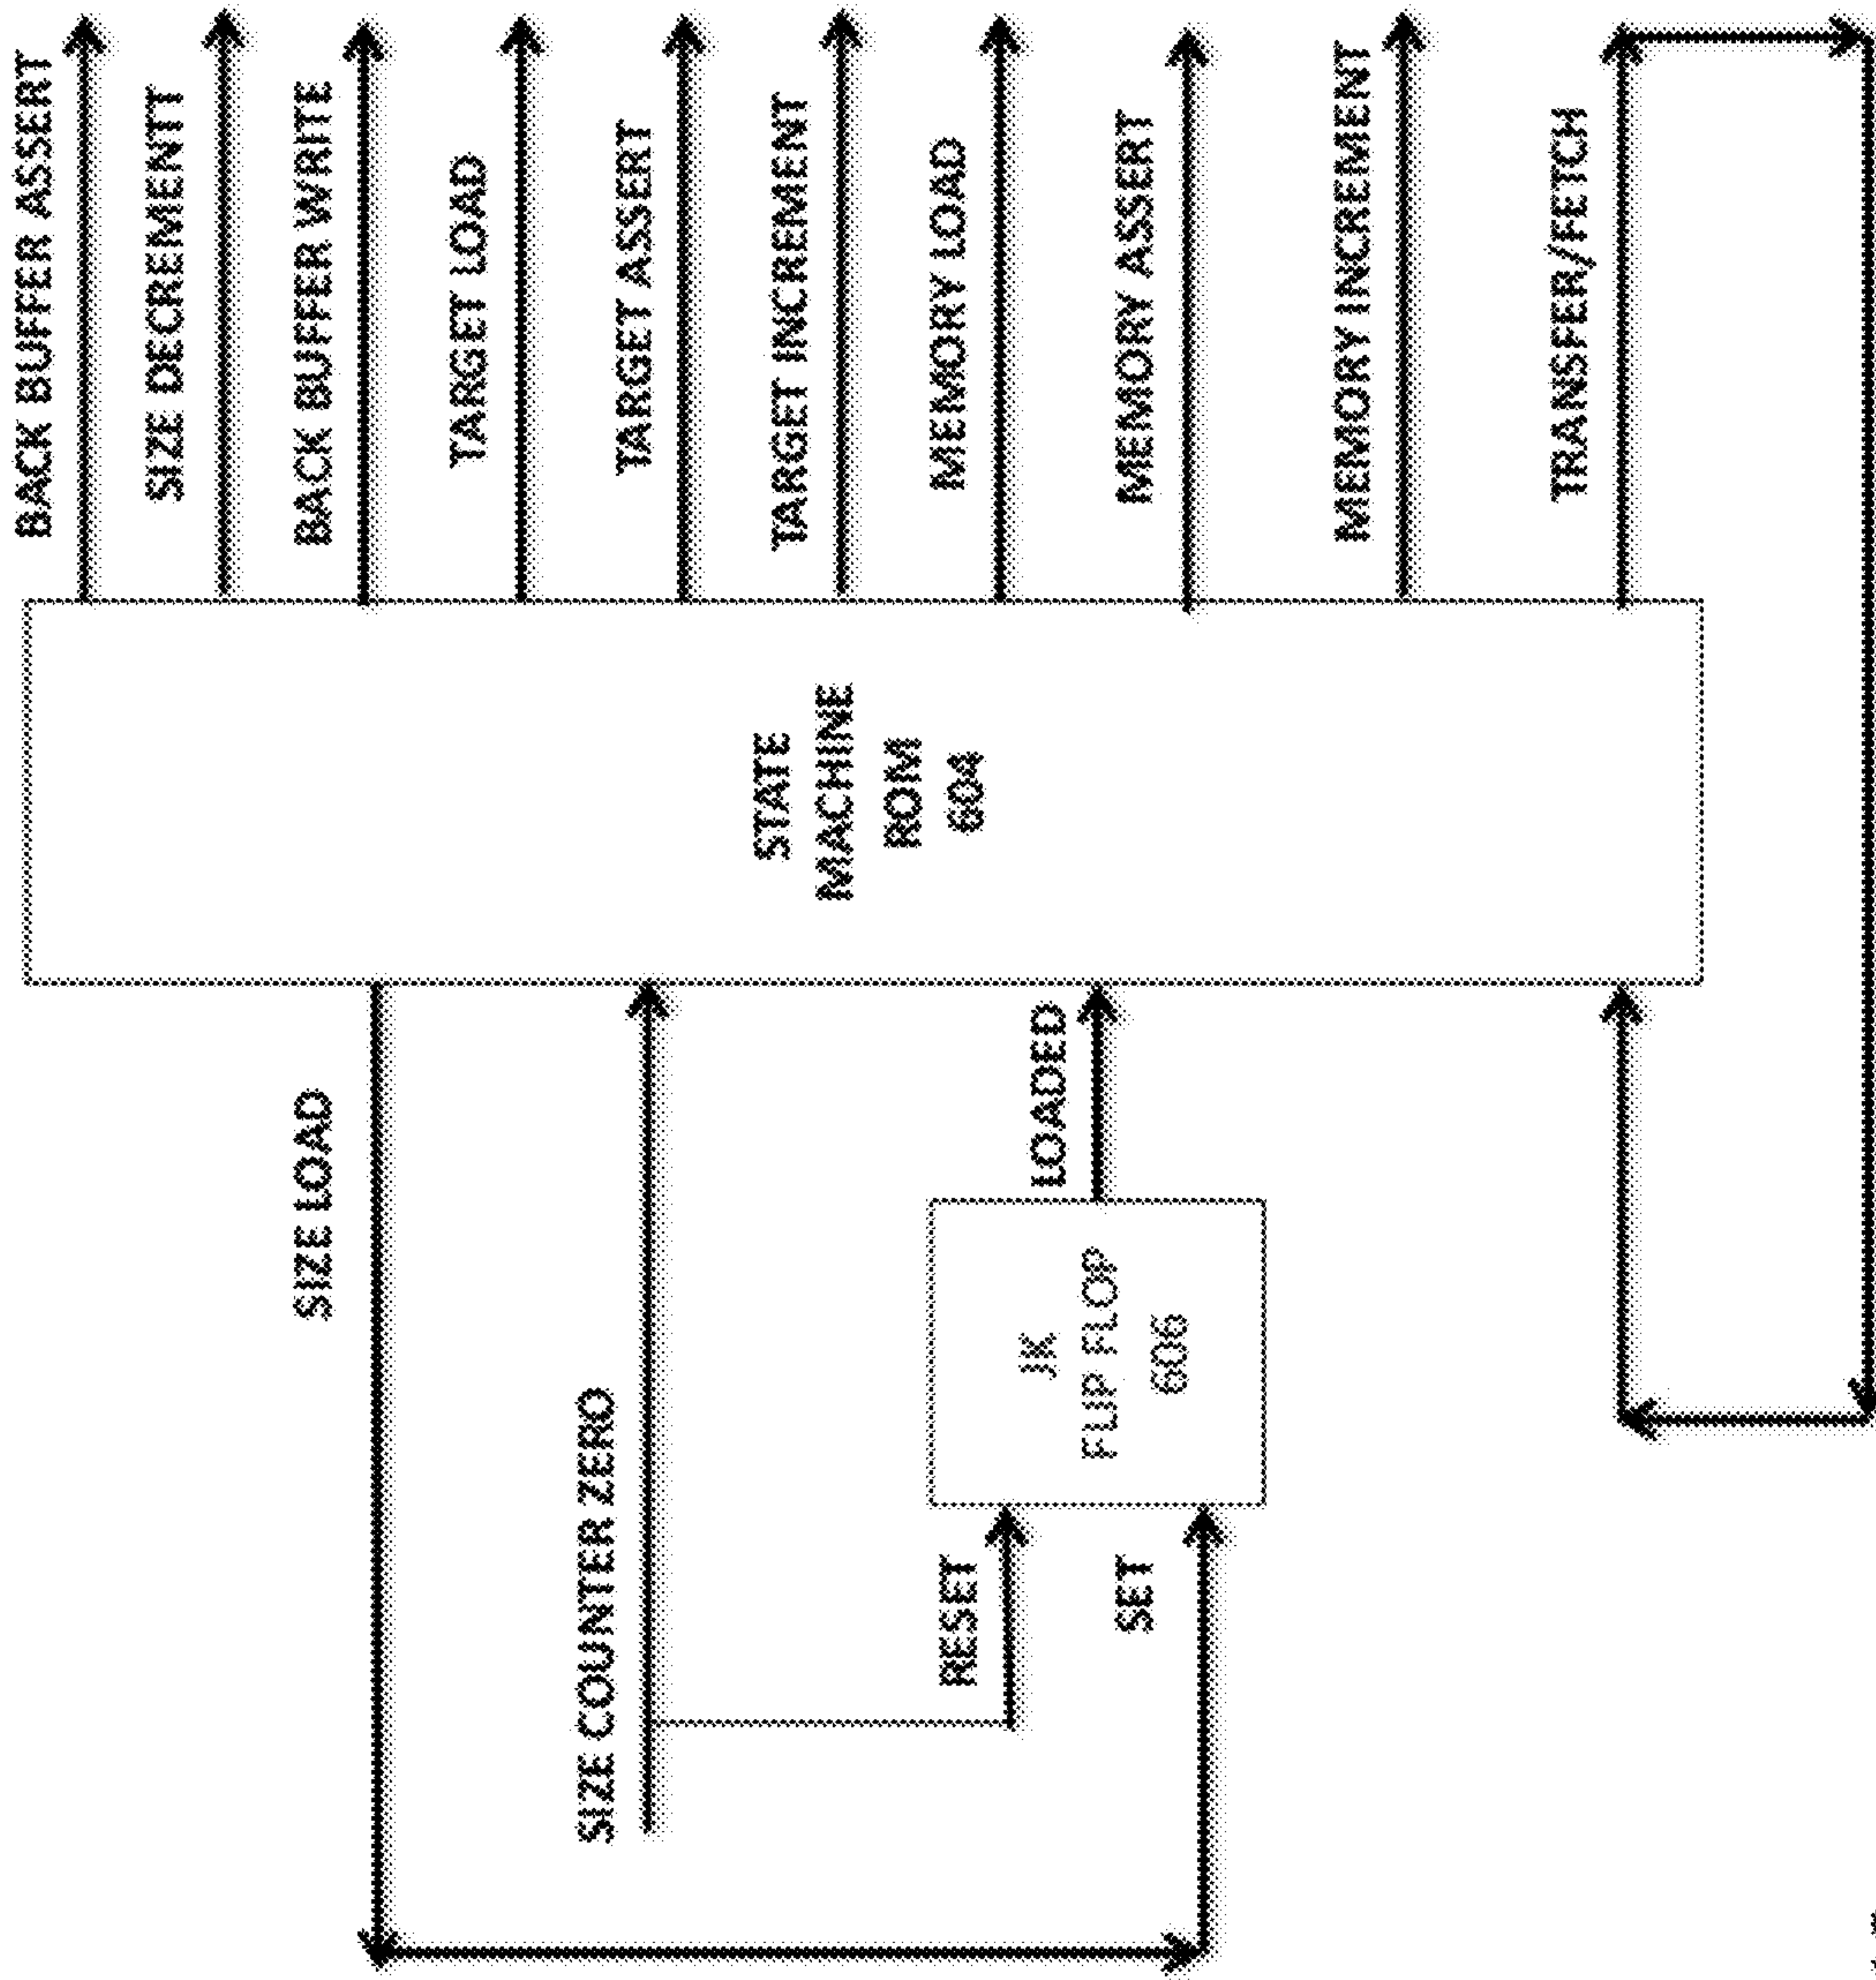 BACK BUFFER ASSERT
SIZE DECREMENTT
BACK BUFFER WRITE
TARGET LOAD
TARGET ASSERT
TARGET INCREMENT
MEMORY LOAD
MEMORY ASSERT
MEMORY INCREMENT
TRANSFER/FETCH
STATE
MACHINE
ROM
604
SIZE LOAD
SIZE COUNTER ZERO
LOADED
JK
FLIP FLOP
606
RESET
SET